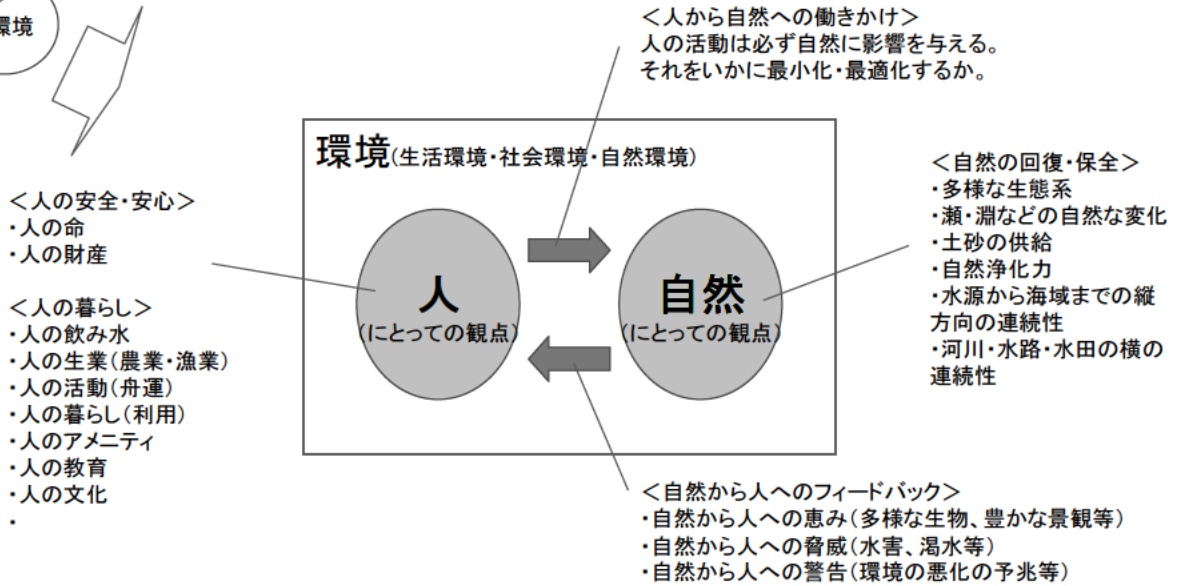 環境
＜人から自然への働きかけ＞
人の活動は必ず自然に影響を与える。
それをいかに最小化・最適化するか。
環境(生活環境・社会環境・自然環境)
＜人の安全・安心＞
・人の命
・人の財産
＜人の暮らし＞
・人の飲み水
・人の生業(農業・漁業)
・人の活動(舟運)
・人の暮らし(利用)
・人のアメニティ
・人の教育
・人の文化
・
人
(にとっての観点)
自然
(にとっての観点)
＜自然の回復・保全＞
・多様な生態系
・瀬・淵などの自然な変化
・土砂の供給
・自然浄化力
・水源から海域までの縦
方向の連続性
・河川・水路・水田の横の
連続性
＜自然から人へのフィードバック＞
・自然から人への恵み(多様な生物、豊かな景観等)
・自然から人への脅威(水害、渇水等)
・自然から人への警告(環境の悪化の予兆等)